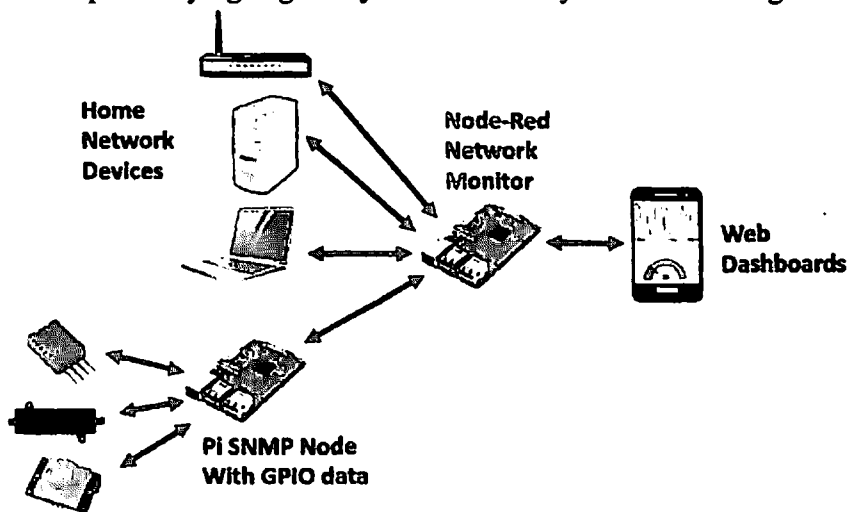 Home
Network
Devices
Node-Red
Network
Monitor
Web
Dashboards
Pi SNMP Node
With GPIO data